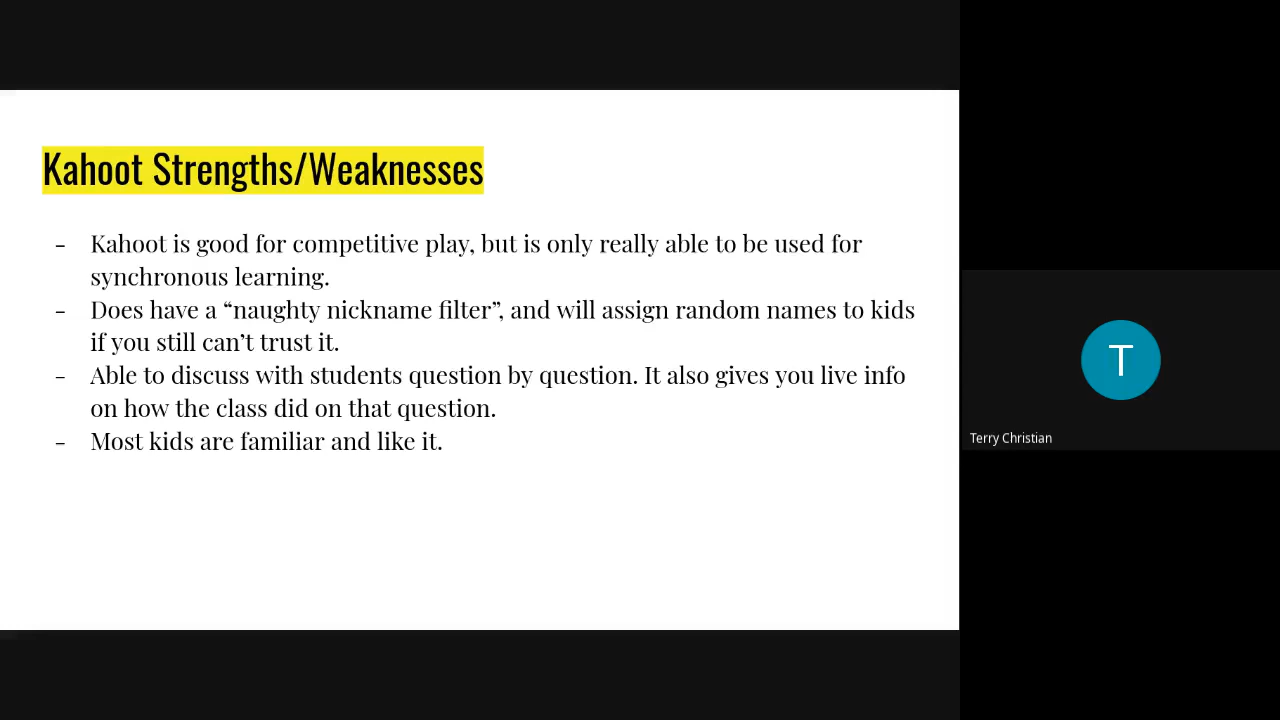 Kahoot Strengths/Weaknesses
- Kahoot is good for competitive play, but is only really able to be used for
synchronous learning.
- Does have a “naughty nickname filter”, and will assign random names to kids
if you still can’t trust it.
- Able to discuss with students question by question. It also gives you live info
on how the class did on that question.
- Most kids are familiar and like it.
T
Terry Christian